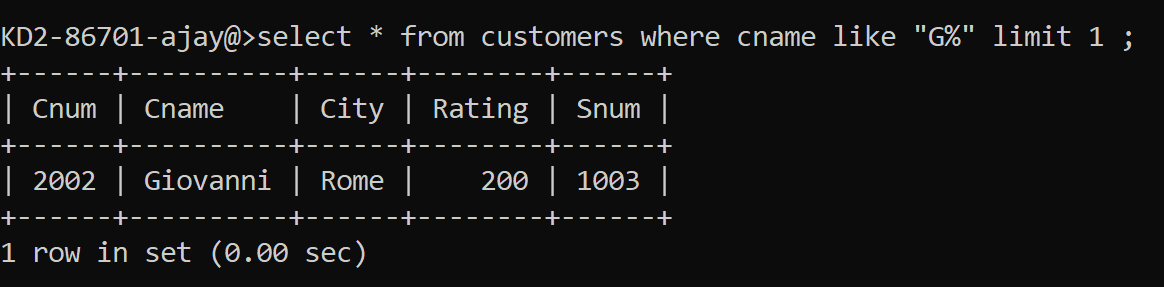 KD2-86701-ajay@>select * from customers where cname like "G%" limit 1 ;
+------+----------+------+--------+------+
| Cnum | Cname    | City | Rating | Snum |
+------+----------+------+--------+------+
| 2002 | Giovanni | Rome |    200 | 1003 |
+------+----------+------+--------+------+
1 row in set (0.00 sec)